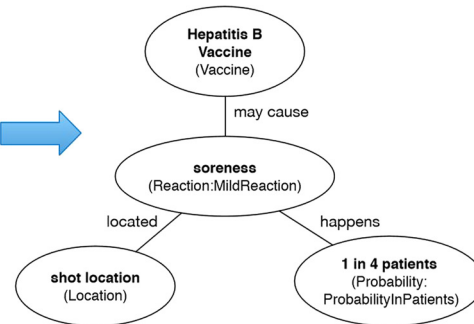 Hepatitis B
Vaccine
(Vaccine)
may cause
soreness
(Reaction:MildReaction)
located
happens
shot location
(Location)
1 in 4 patients
(Probability:
ProbabilityInPatients)